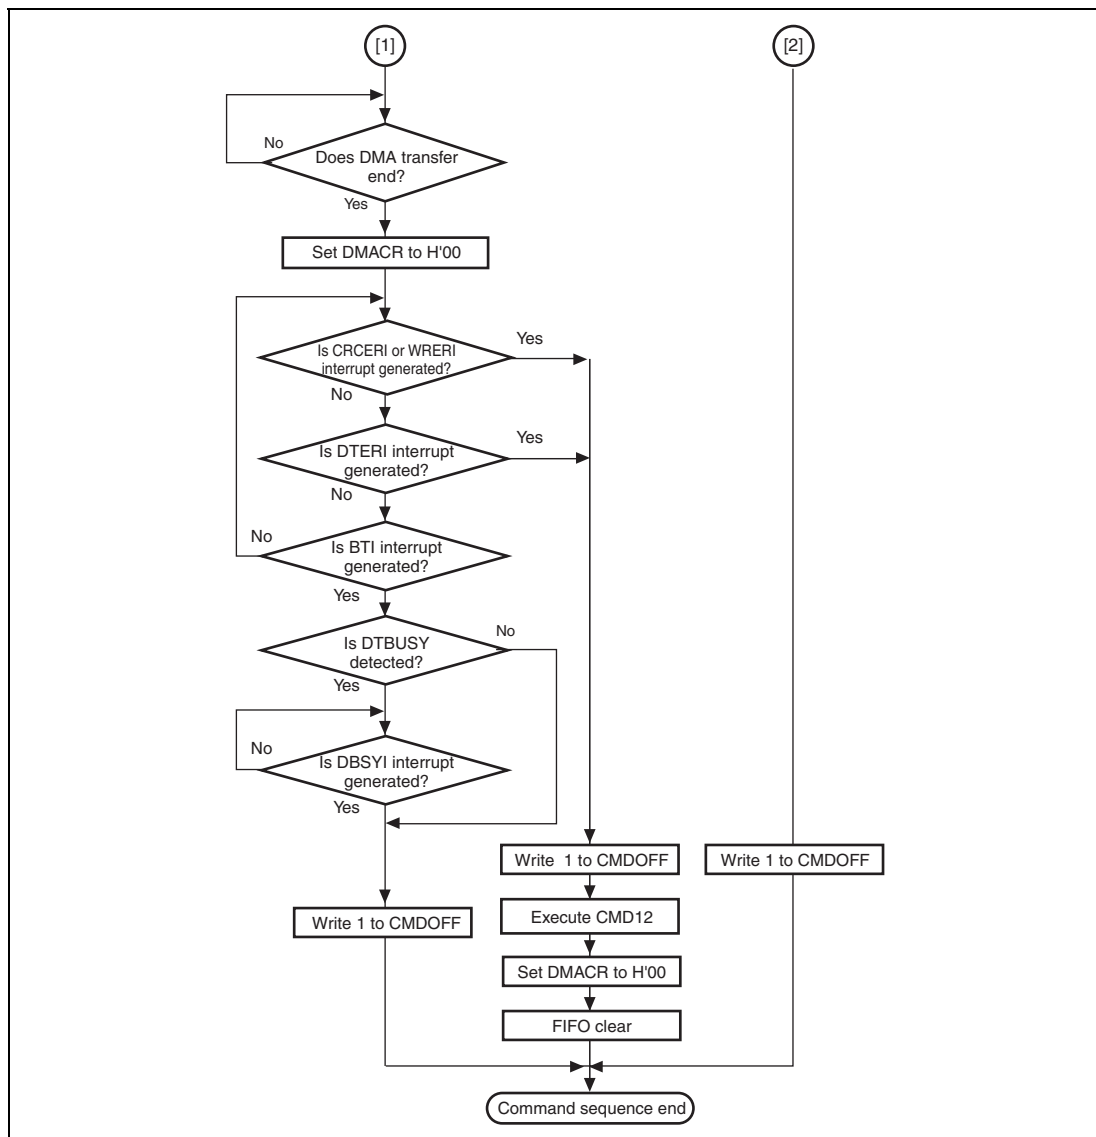 [1]
[2]
No
Does DMA transfer
end?
Yes
Set DMACR to H'00
Is CRCERI or WRERI
interrupt generated?
Yes
No
Is DTERI interrupt
generated?
Yes
No
No
Is BTI interrupt
generated?
Yes
Is DTBUSY
detected?
No
Yes
No
Is DBSYI interrupt
generated?
Yes
Write 1 to CMDOFF
Write 1 to CMDOFF
Write 1 to CMDOFF
Execute CMD12
Set DMACR to H'00
FIFO clear
Command sequence end